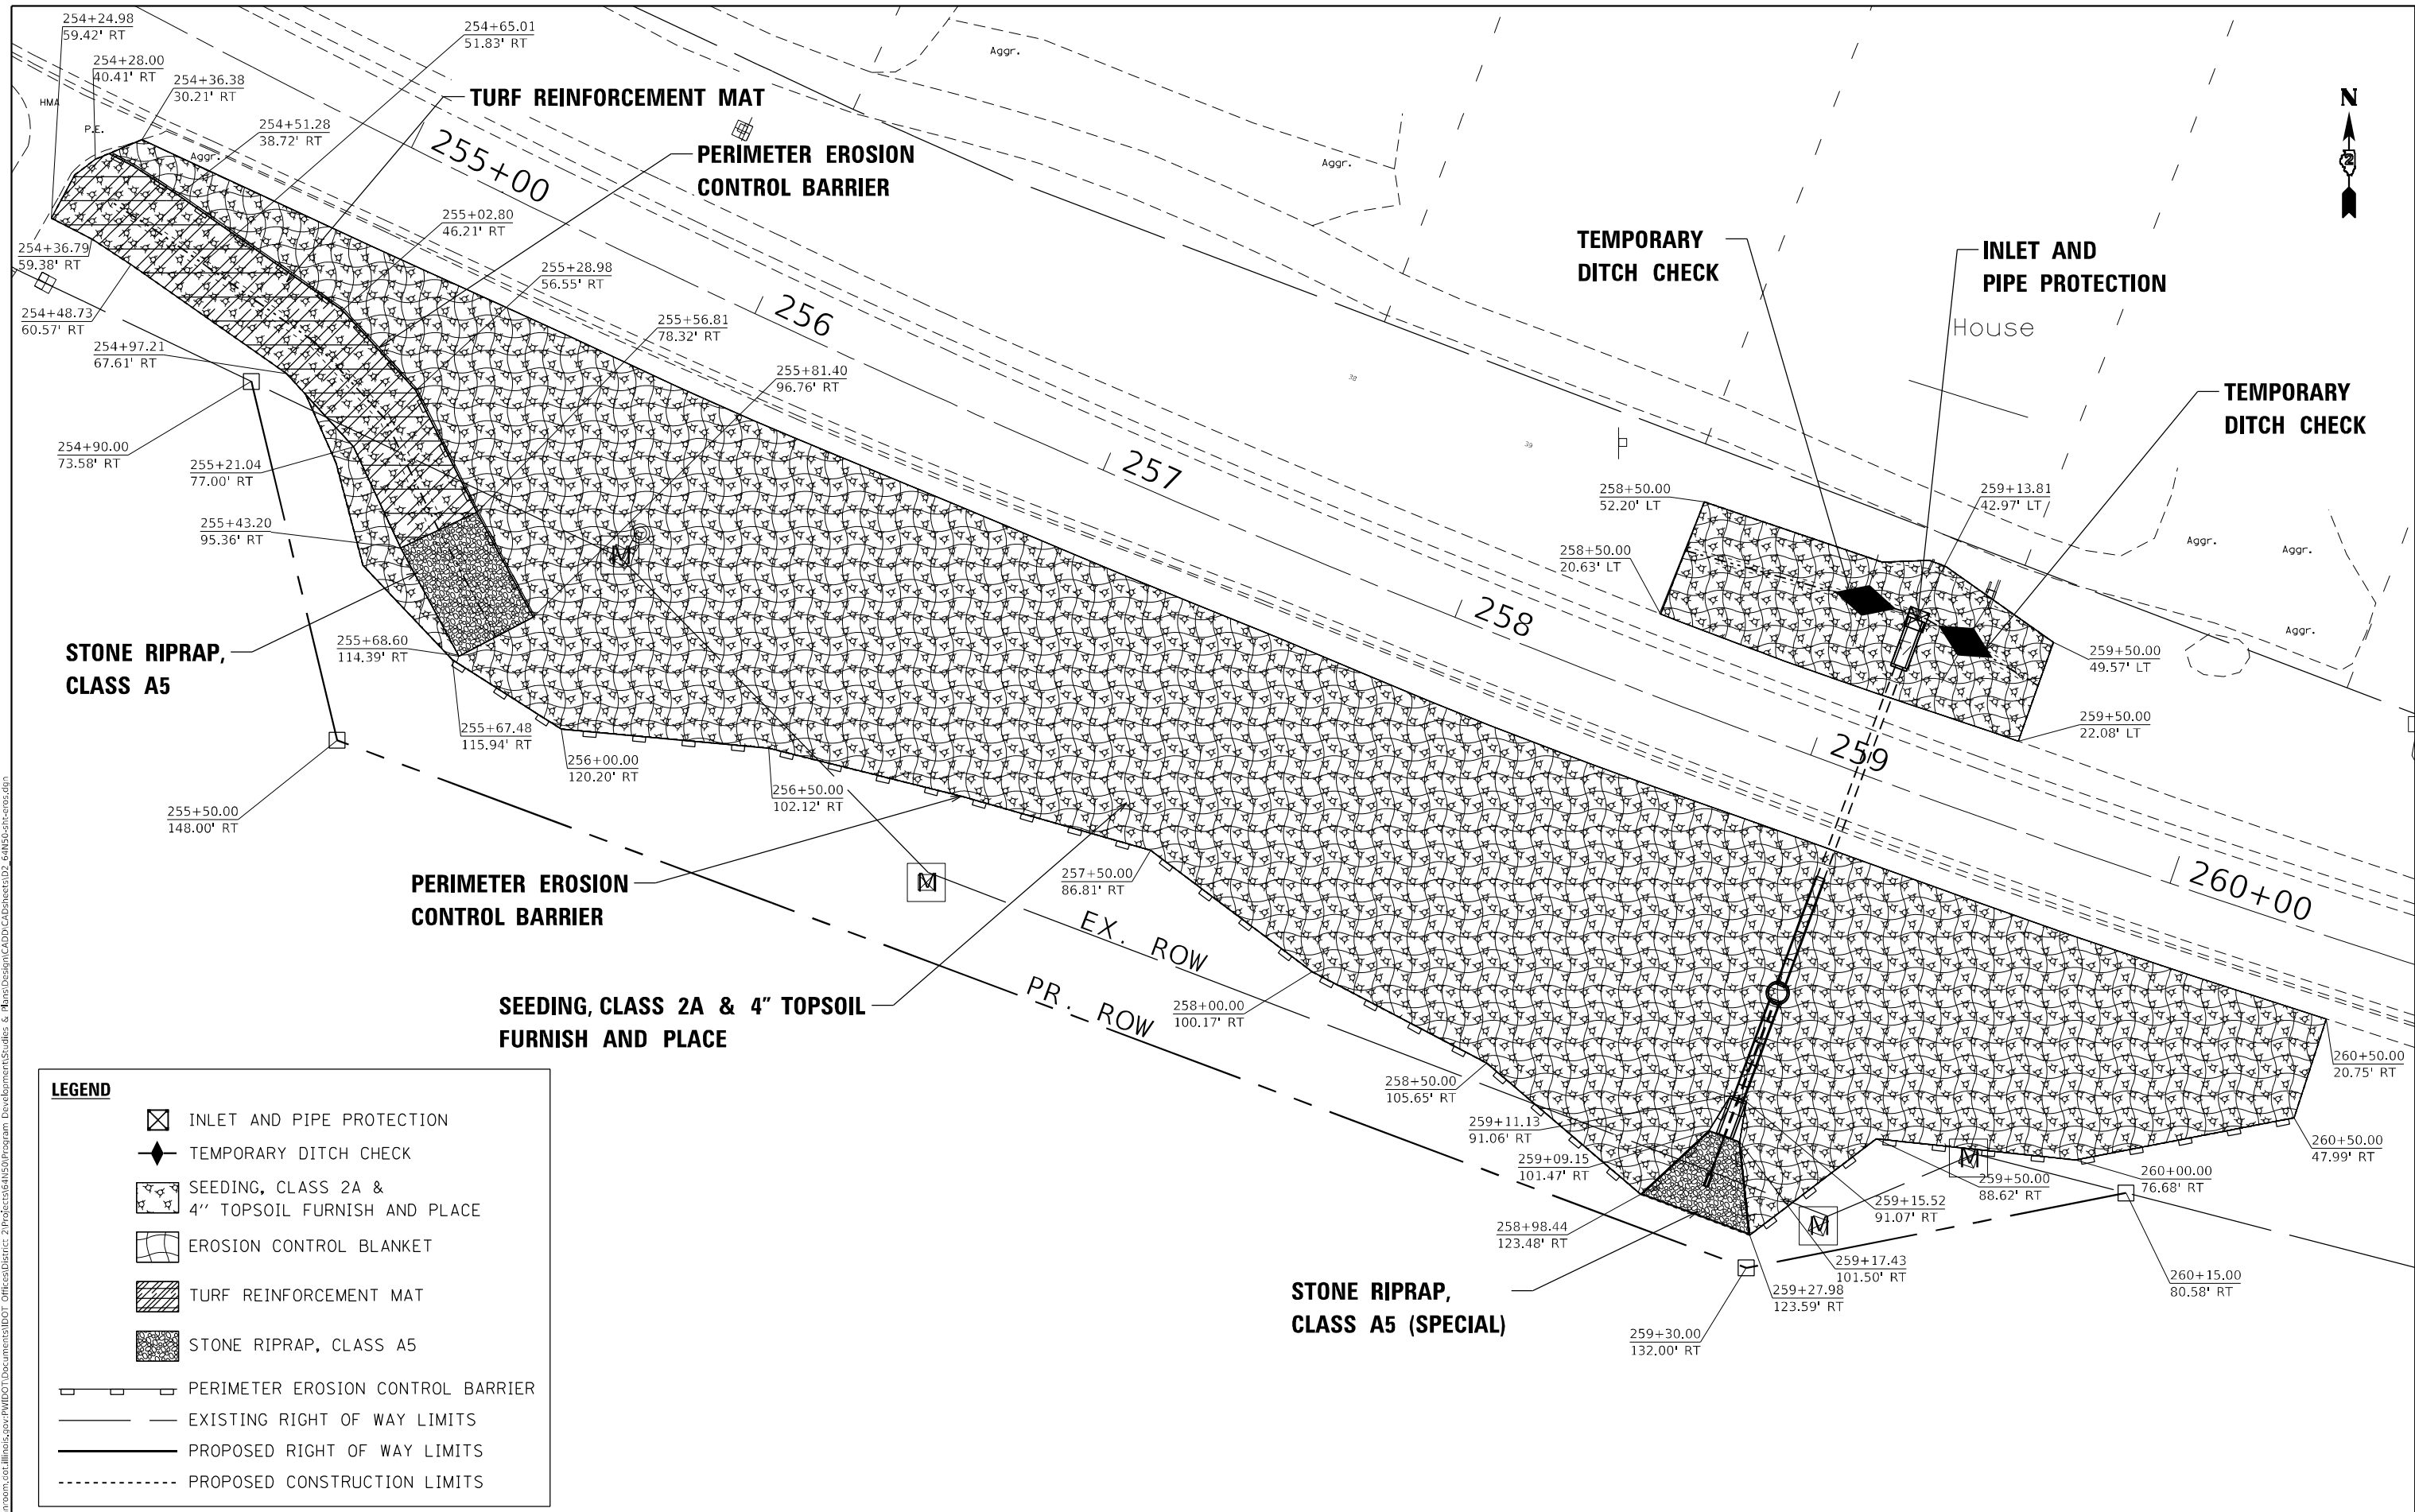 254+24.98
59.42' RT
254+28.00
40.41' RT
254+36.38
30.21' RT
HMA
P.E.
Aggr.
254+51.28
38.72' RT
254+65.01
51.83' RT
TURF REINFORCEMENT MAT
PERIMETER EROSION
CONTROL BARRIER
255+00
Aggr.
Aggr.
N
2
TEMPORARY
DITCH CHECK
INLET AND
PIPE PROTECTION
House
TEMPORARY
DITCH CHECK
254+36.79
59.38' RT
254+48.73
60.57' RT
254+97.21
67.61' RT
254+90.00
73.58' RT
255+21.04
77.00' RT
255+43.20
95.36' RT
255+02.80
46.21' RT
255+28.98
56.55' RT
255+56.81
78.32' RT
255+81.40
96.76' RT
256
257
258
259
260+00
38
39
P
M
258+50.00
52.20' LT
258+50.00
20.63' LT
259+13.81
42.97' LT
Aggr.
Aggr.
Aggr.
259+50.00
49.57' LT
259+50.00
22.08' LT
STONE RIPRAP,
CLASS A5
255+68.60
114.39' RT
255+67.48
115.94' RT
256+00.00
120.20' RT
256+50.00
102.12' RT
255+50.00
148.00' RT
PERIMETER EROSION
CONTROL BARRIER
M
257+50.00
86.81' RT
EX. ROW
PR. ROW
SEEDING, CLASS 2A & 4" TOPSOIL
FURNISH AND PLACE
258+00.00
100.17' RT
258+50.00
105.65' RT
259+11.13
91.06' RT
259+09.15
101.47' RT
258+98.44
123.48' RT
STONE RIPRAP,
CLASS A5 (SPECIAL)
259+30.00
132.00' RT
259+27.98
123.59' RT
259+17.43
101.50' RT
259+15.52
91.07' RT
M
M
259+50.00
88.62' RT
260+00.00
76.68' RT
260+15.00
80.58' RT
260+50.00
20.75' RT
260+50.00
47.99' RT
LEGEND
INLET AND PIPE PROTECTION
TEMPORARY DITCH CHECK
SEEDING, CLASS 2A &
4'' TOPSOIL FURNISH AND PLACE
EROSION CONTROL BLANKET
TURF REINFORCEMENT MAT
STONE RIPRAP, CLASS A5
PERIMETER EROSION CONTROL BARRIER
EXISTING RIGHT OF WAY LIMITS
PROPOSED RIGHT OF WAY LIMITS
PROPOSED CONSTRUCTION LIMITS